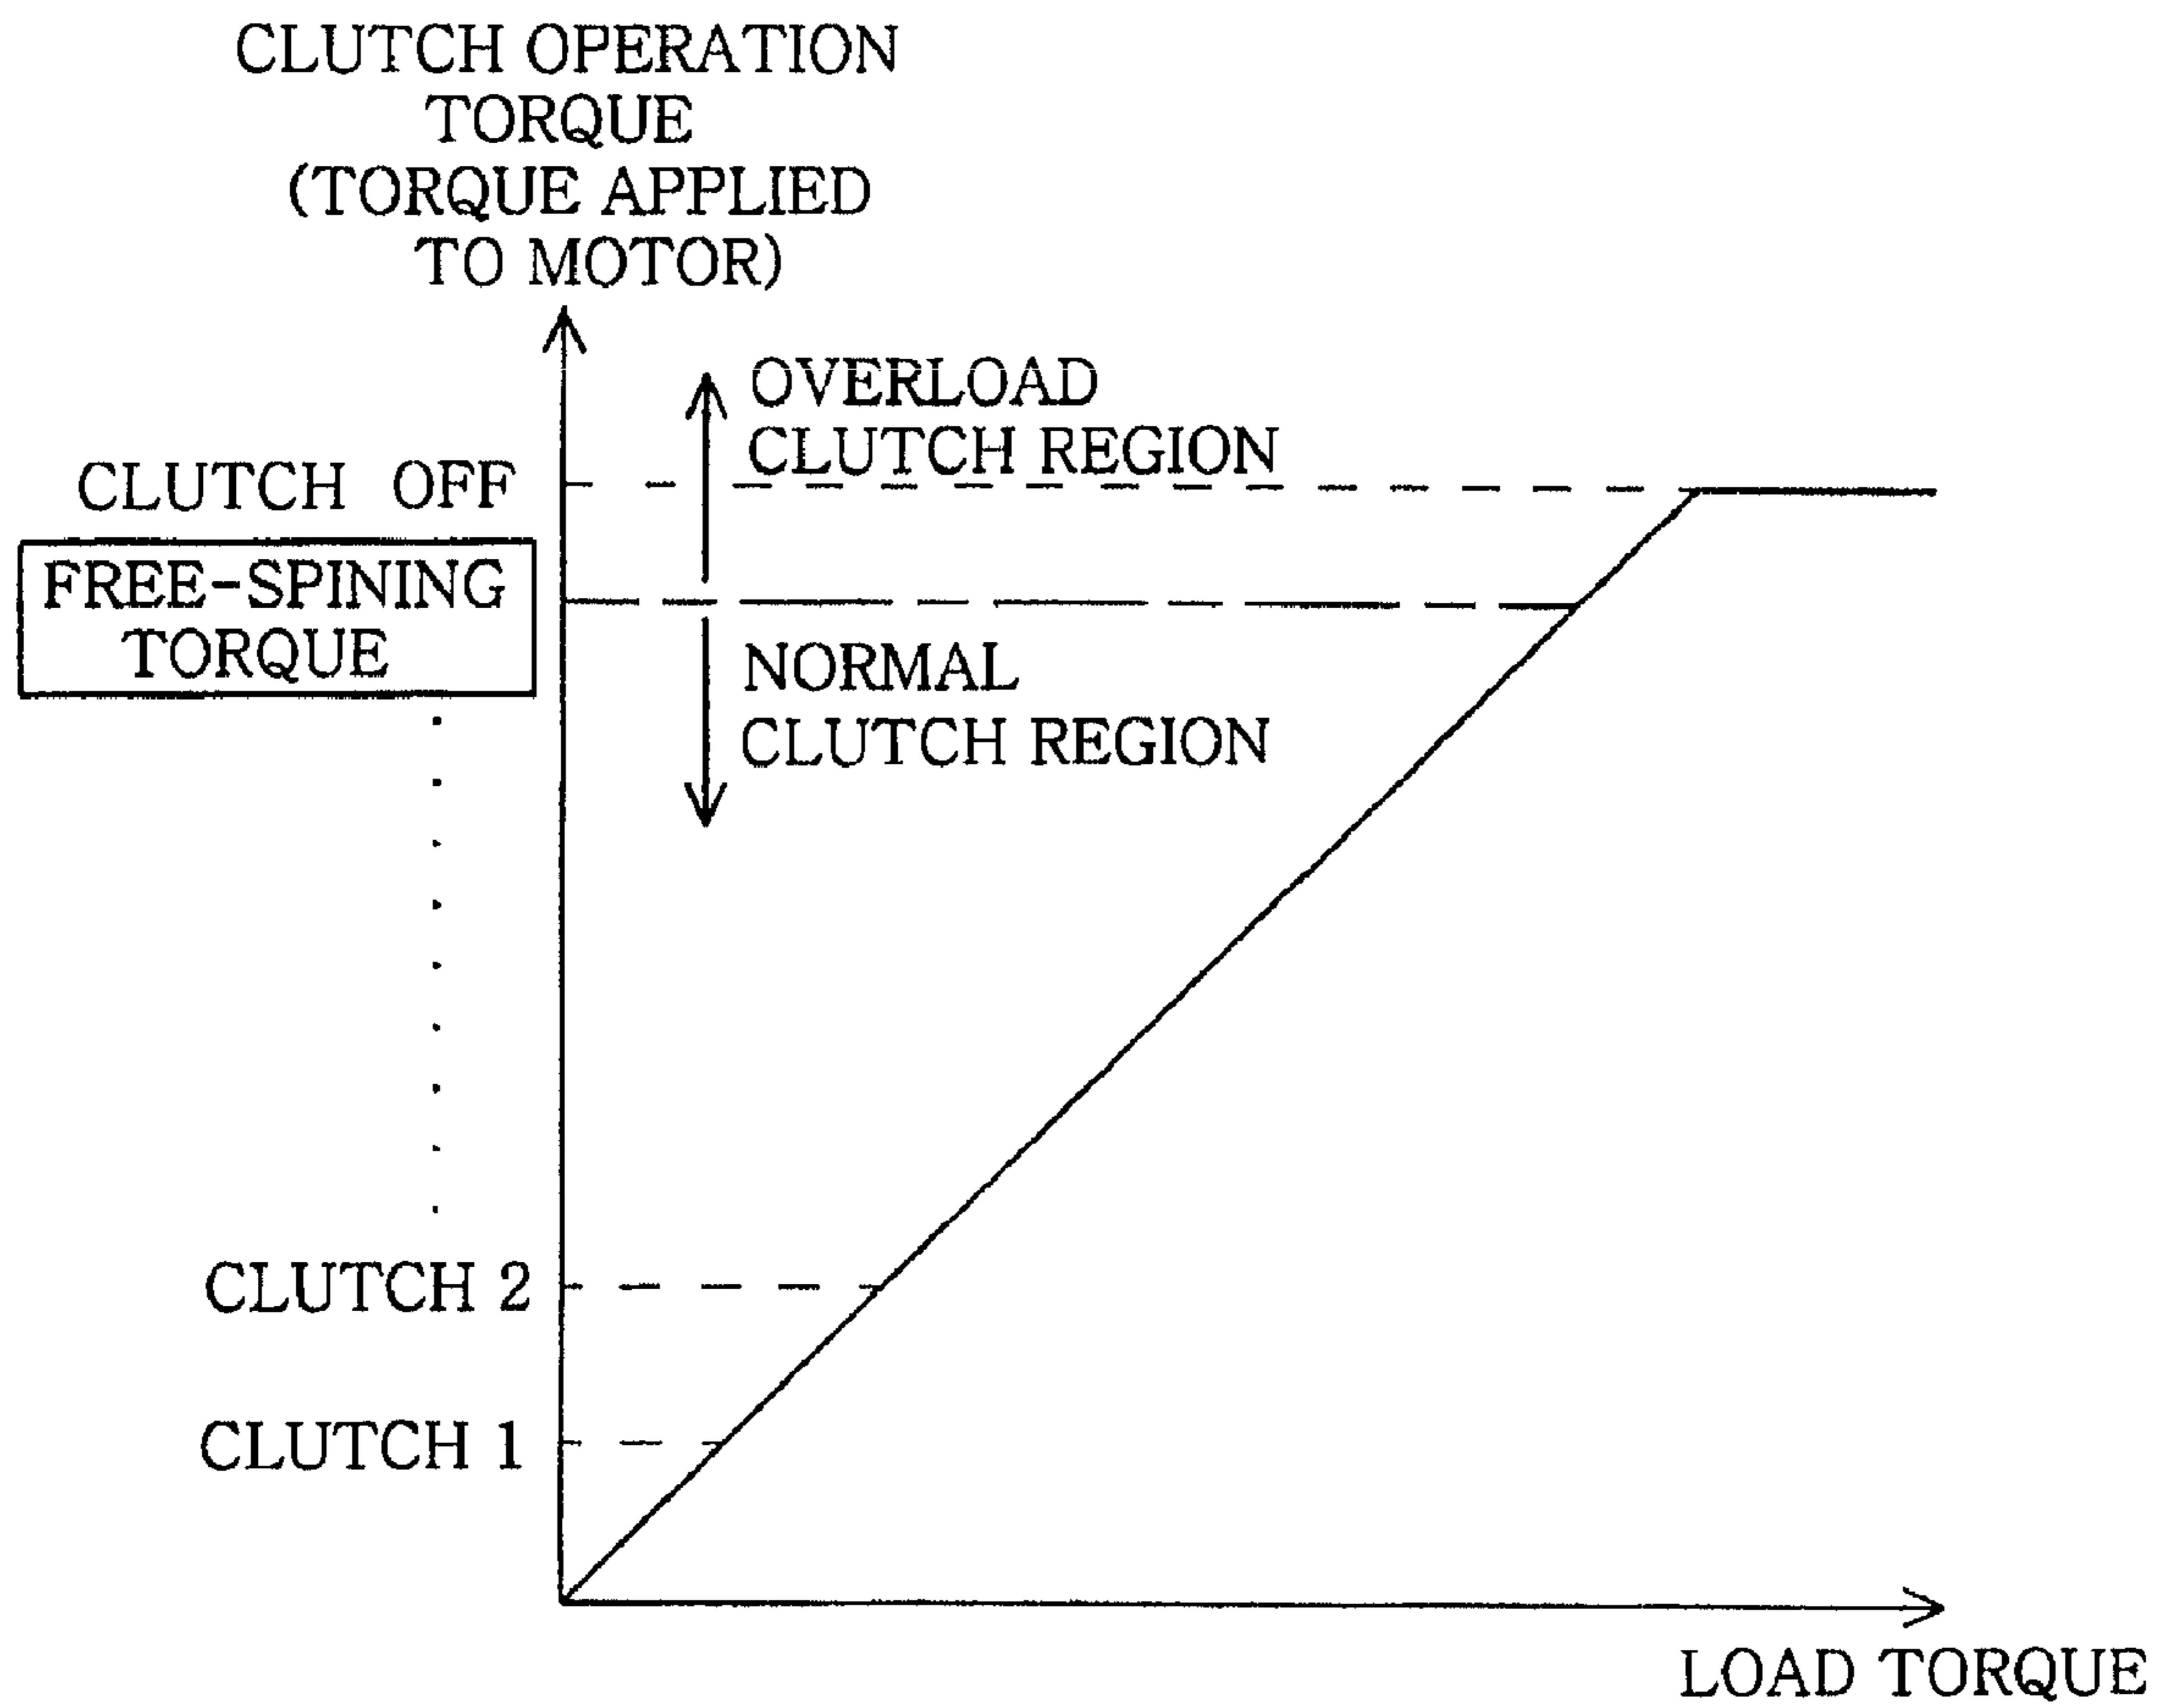 CLUTCH OPERATION
TORQUE
(TORQUE APPLIED
TO MOTOR)
OVERLOAD
CLUTCH REGION
CLUTCH OFF
FREE-SPINING
TORQUE
NORMAL
CLUTCH REGION
CLUTCH 2
CLUTCH 1
LOAD TORQUE